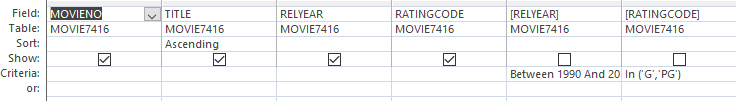 Field: MOVIENO TITLE RELYEAR RATINGCODE [RELYEAR] [RATINGCODE]
Table: MOVIE7416 MOVIE7416 MOVIE7416 MOVIE7416 MOVIE7416 MOVIE7416
Sort: Ascending
Show:
Criteria: Between 1990 And 20 In ('G','PG')
or: